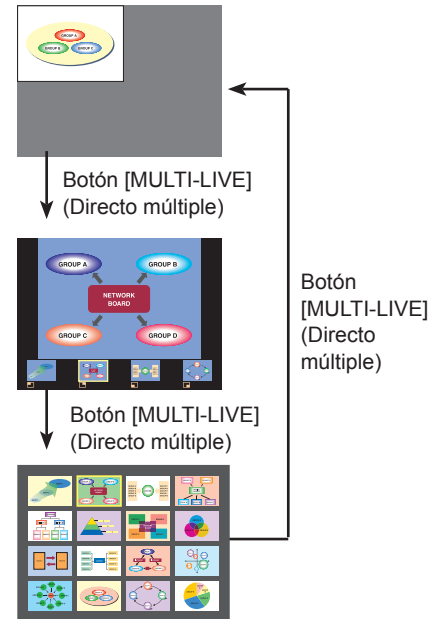 GROUP A
GROUP B
GROUP C
Botón [MULTI-LIVE]
(Directo múltiple)
GROUP A
GROUP B
NETWORK
BOARD
GROUP C
GROUP D
Botón
[MULTI-LIVE]
(Directo
múltiple)
Botón [MULTI-LIVE]
(Directo múltiple)